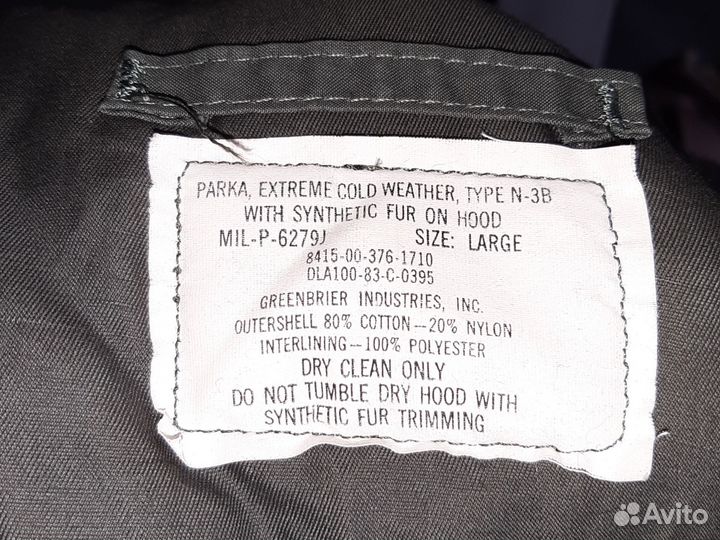 PARKA, EXTREME COLD WEATHER, TYPE N-3B
WITH SYNTHETIC FUR ON HOOD
MIL-P-6279J SIZE: LARGE
8415-00-376-1710
DLA100-83-C-0395
GREENBRIER INDUSTRIES, INC.
OUTERSHELL 80% COTTON--20% NYLON
INTERLINING--100% POLYESTER
DRY CLEAN ONLY
DO NOT TUMBLE DRY HOOD WITH
SYNTHETIC FUR TRIMMING
Avito